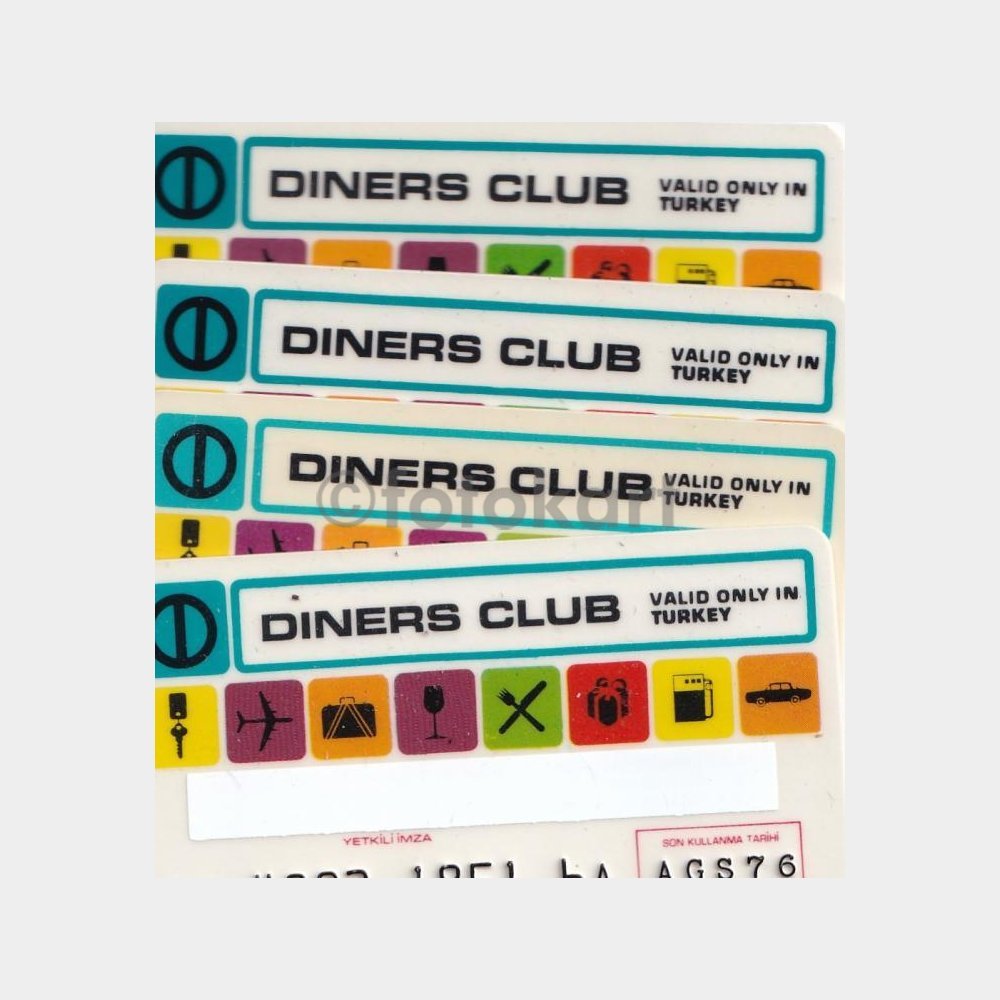 DINERS CLUB VALID ONLY IN
TURKEY
DINERS CLUB VALID ONLY IN
TURKEY
DINERS CLUB VALID ONLY IN
TURKEY
©fotokart
DINERS CLUB VALID ONLY IN
TURKEY
YETKİLİ İMZA
SON KULLANMA TARİHİ
AGS76